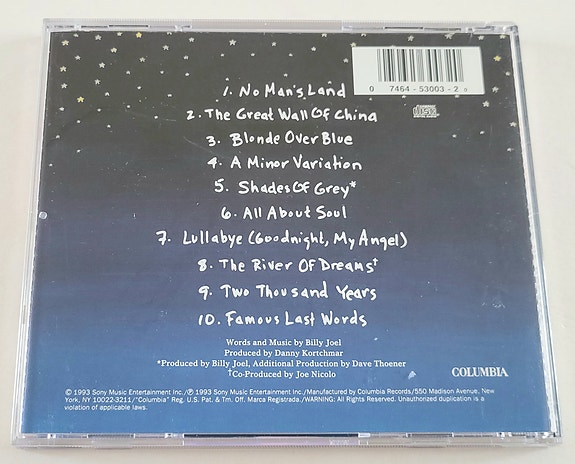 0 7464-53003-2 0
1. No Man's Land
2. The Great Wall Of China
3. Blonde Over Blue
4. A Minor Variation
5. Shades Of Grey*
6. All About Soul
7. Lullabye (Goodnight, My Angel)
8. The River Of Dreams†
9. Two Thousand Years
10. Famous Last Words
Words and Music by Billy Joel
Produced by Danny Kortchmar
*Produced by Billy Joel, Additional Production by Dave Thoener
†Co-Produced by Joe Nicolo
COLUMBIA
© 1993 Sony Music Entertainment Inc./℗ 1993 Sony Music Entertainment Inc./Manufactured by Columbia Records/550 Madison Avenue, New
York, NY 10022-3211/"Columbia" Reg. U.S. Pat. & Tm. Off. Marca Registrada./WARNING: All Rights Reserved. Unauthorized duplication is a
violation of applicable laws.